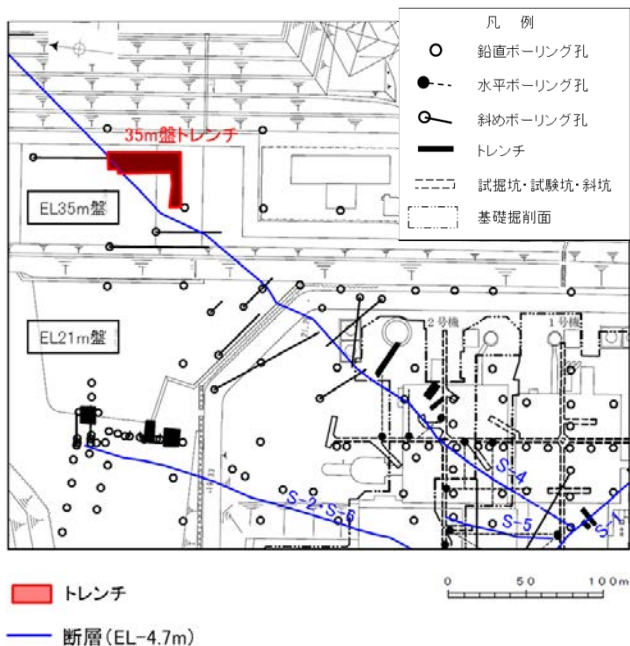 凡 例
鉛直ボーリング孔
水平ボーリング孔
斜めボーリング孔
トレンチ
試掘坑・試験坑・斜坑
基礎掘削面
35m盤トレンチ
EL35m盤
EL21m盤
2号機
1号機
S-4
S-2・S-6
S-5
トレンチ
断層(EL-4.7m)
0 50 100m